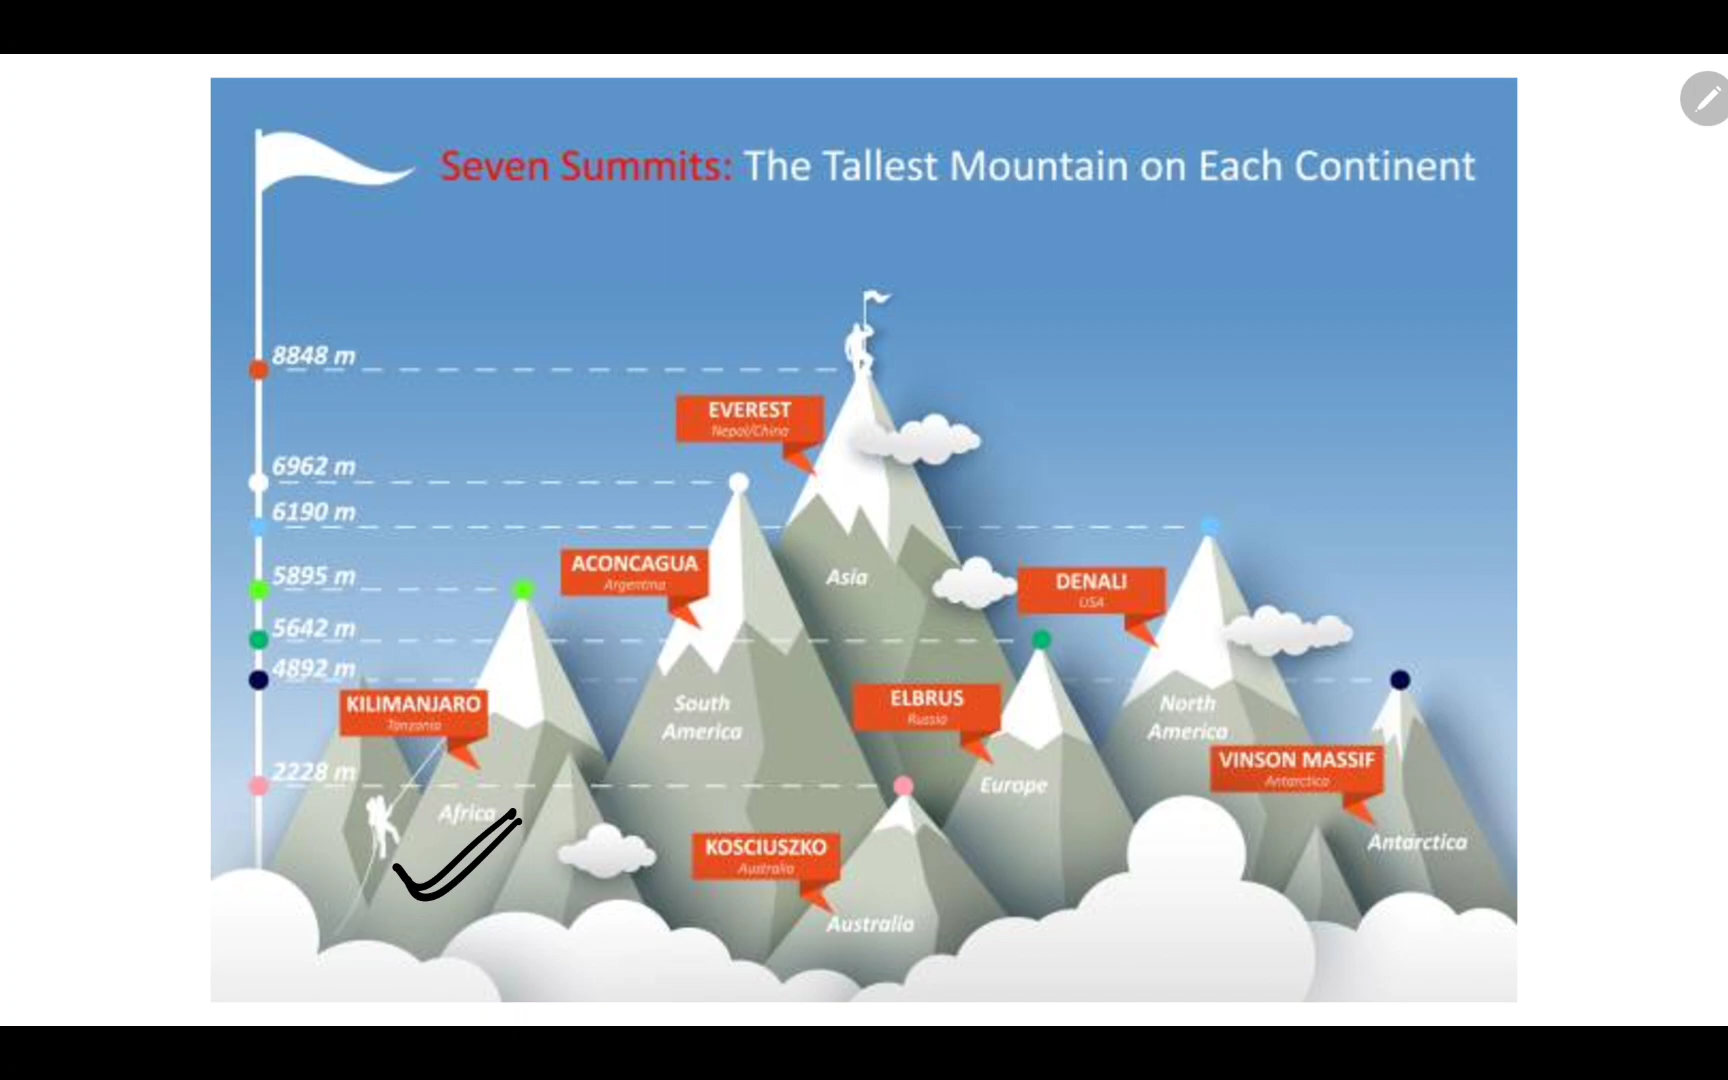 Seven Summits: The Tallest Mountain on Each Continent
8848 m
EVEREST
Nepal/China
6962 m
6190 m
ACONCAGUA
Argentina
Asia
DENALI
USA
5895 m
5642 m
4892 m
KILIMANJARO
Tanzania
South
America
ELBRUS
Russia
North
America
VINSON MASSIF
Antarctica
2228 m
Africa
Europe
KOSCIUSZKO
Australia
Antarctica
Australia